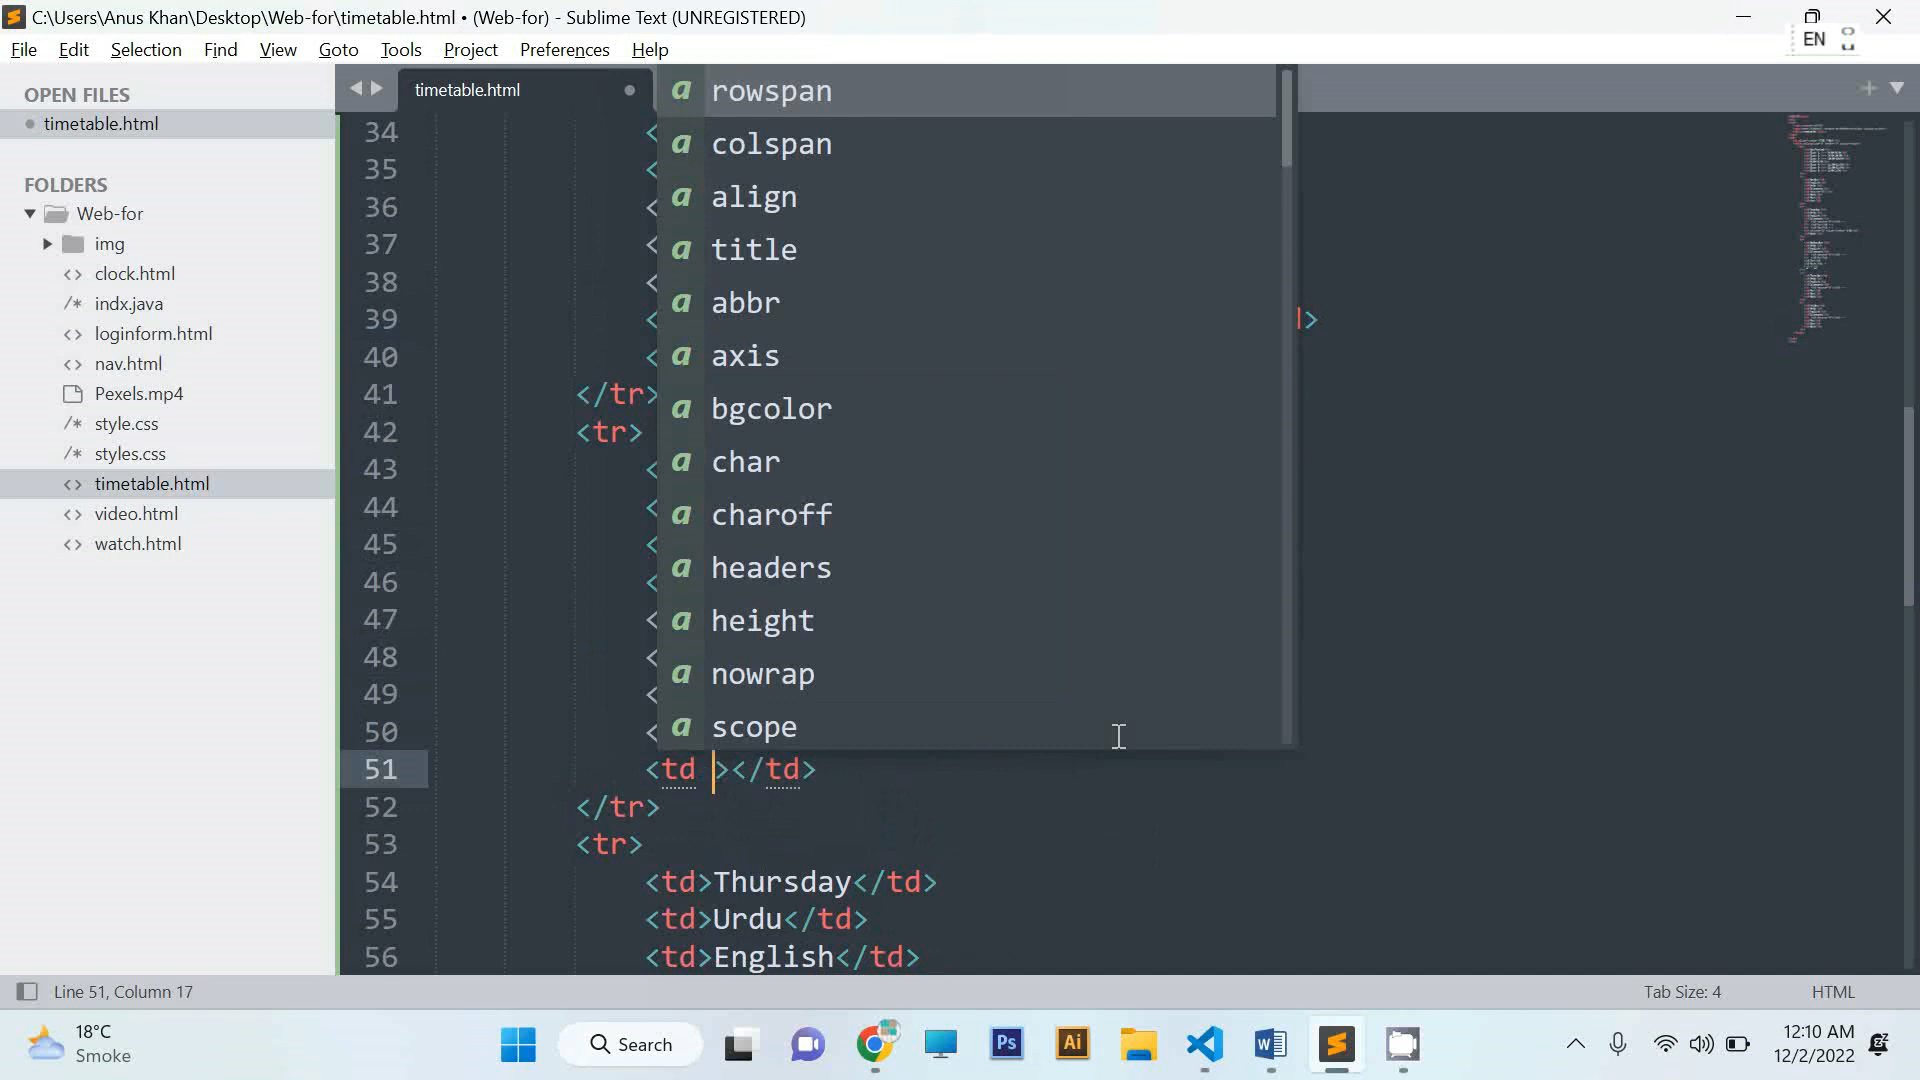 C:\Users\Anus Khan\Desktop\Web-for\timetable.html • (Web-for) - Sublime Text (UNREGISTERED)
File Edit Selection Find View Goto Tools Project Preferences Help
EN
OPEN FILES
timetable.html
FOLDERS
Web-for
img
<> clock.html
/* indx.java
<> loginform.html
<> nav.html
Pexels.mp4
/* style.css
/* styles.css
<> timetable.html
<> video.html
<> watch.html
timetable.html
a rowspan
a colspan
a align
a title
a abbr
a axis
a bgcolor
a char
a charoff
a headers
a height
a nowrap
a scope
34 <
35 <
36 <
37 <
38 <
39 < >
40 <
41 </tr>
42 <tr>
43 <
44 <
45 <
46 <
47 <
48 <
49 <
50 <
51 <td ></td>
52 </tr>
53 <tr>
54 <td>Thursday</td>
55 <td>Urdu</td>
56 <td>English</td>
Line 51, Column 17
Tab Size: 4
HTML
18°C
Smoke
Search
Ps
Ai
12:10 AM
12/2/2022